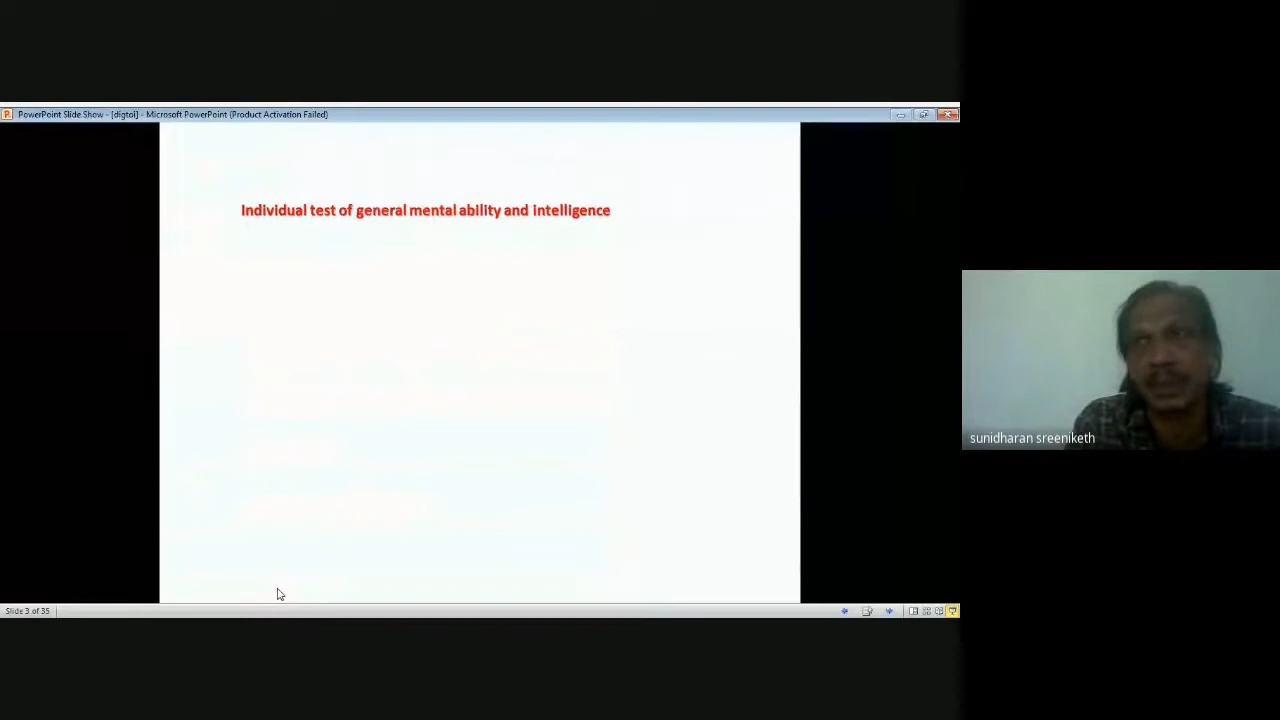 PowerPoint Slide Show - [digtol] - Microsoft PowerPoint (Product Activation Failed)
Individual test of general mental ability and intelligence
sunidharan sreeniketh
Slide 3 of 35